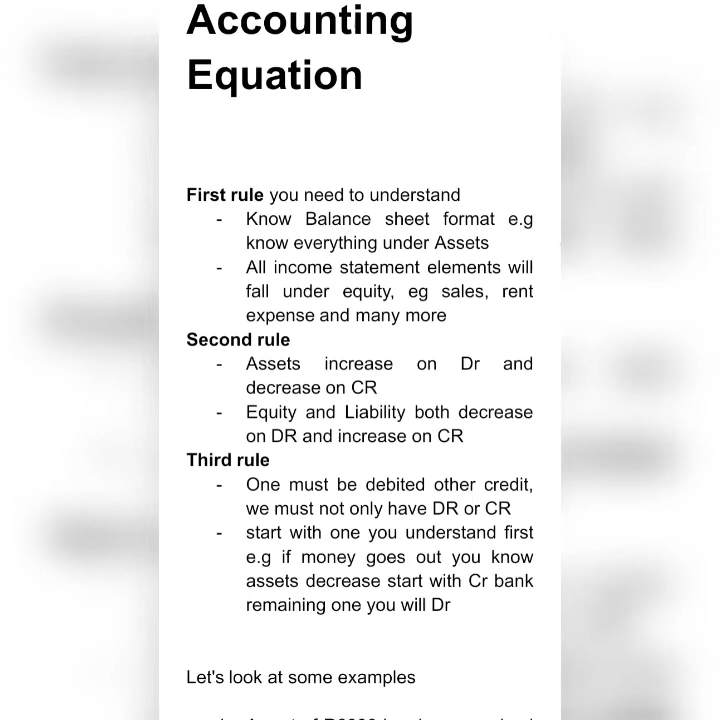 Accounting
Equation
First rule you need to understand
- Know Balance sheet format e.g
know everything under Assets
- All income statement elements will
fall under equity, eg sales, rent
expense and many more
Second rule
- Assets increase on Dr and
decrease on CR
- Equity and Liability both decrease
on DR and increase on CR
Third rule
- One must be debited other credit,
we must not only have DR or CR
- start with one you understand first
e.g if money goes out you know
assets decrease start with Cr bank
remaining one you will Dr
Let's look at some examples